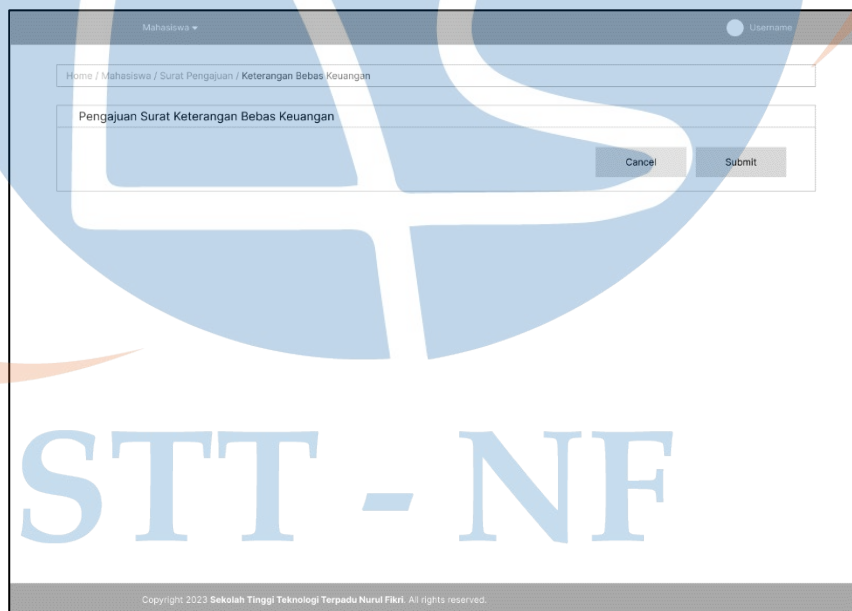 Mahasiswa
Username
Home / Mahasiswa / Surat Pengajuan / Keterangan Bebas Keuangan
Pengajuan Surat Keterangan Bebas Keuangan
Cancel Submit
STT - NF
Copyright 2023 Sekolah Tinggi Teknologi Terpadu Nurul Fikri. All rights reserved.